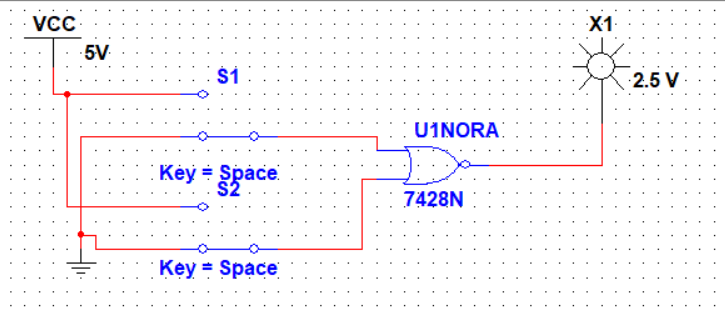 VCC
5V
S1
Key = Space
S2
Key = Space
U1NORA
7428N
X1
2.5 V